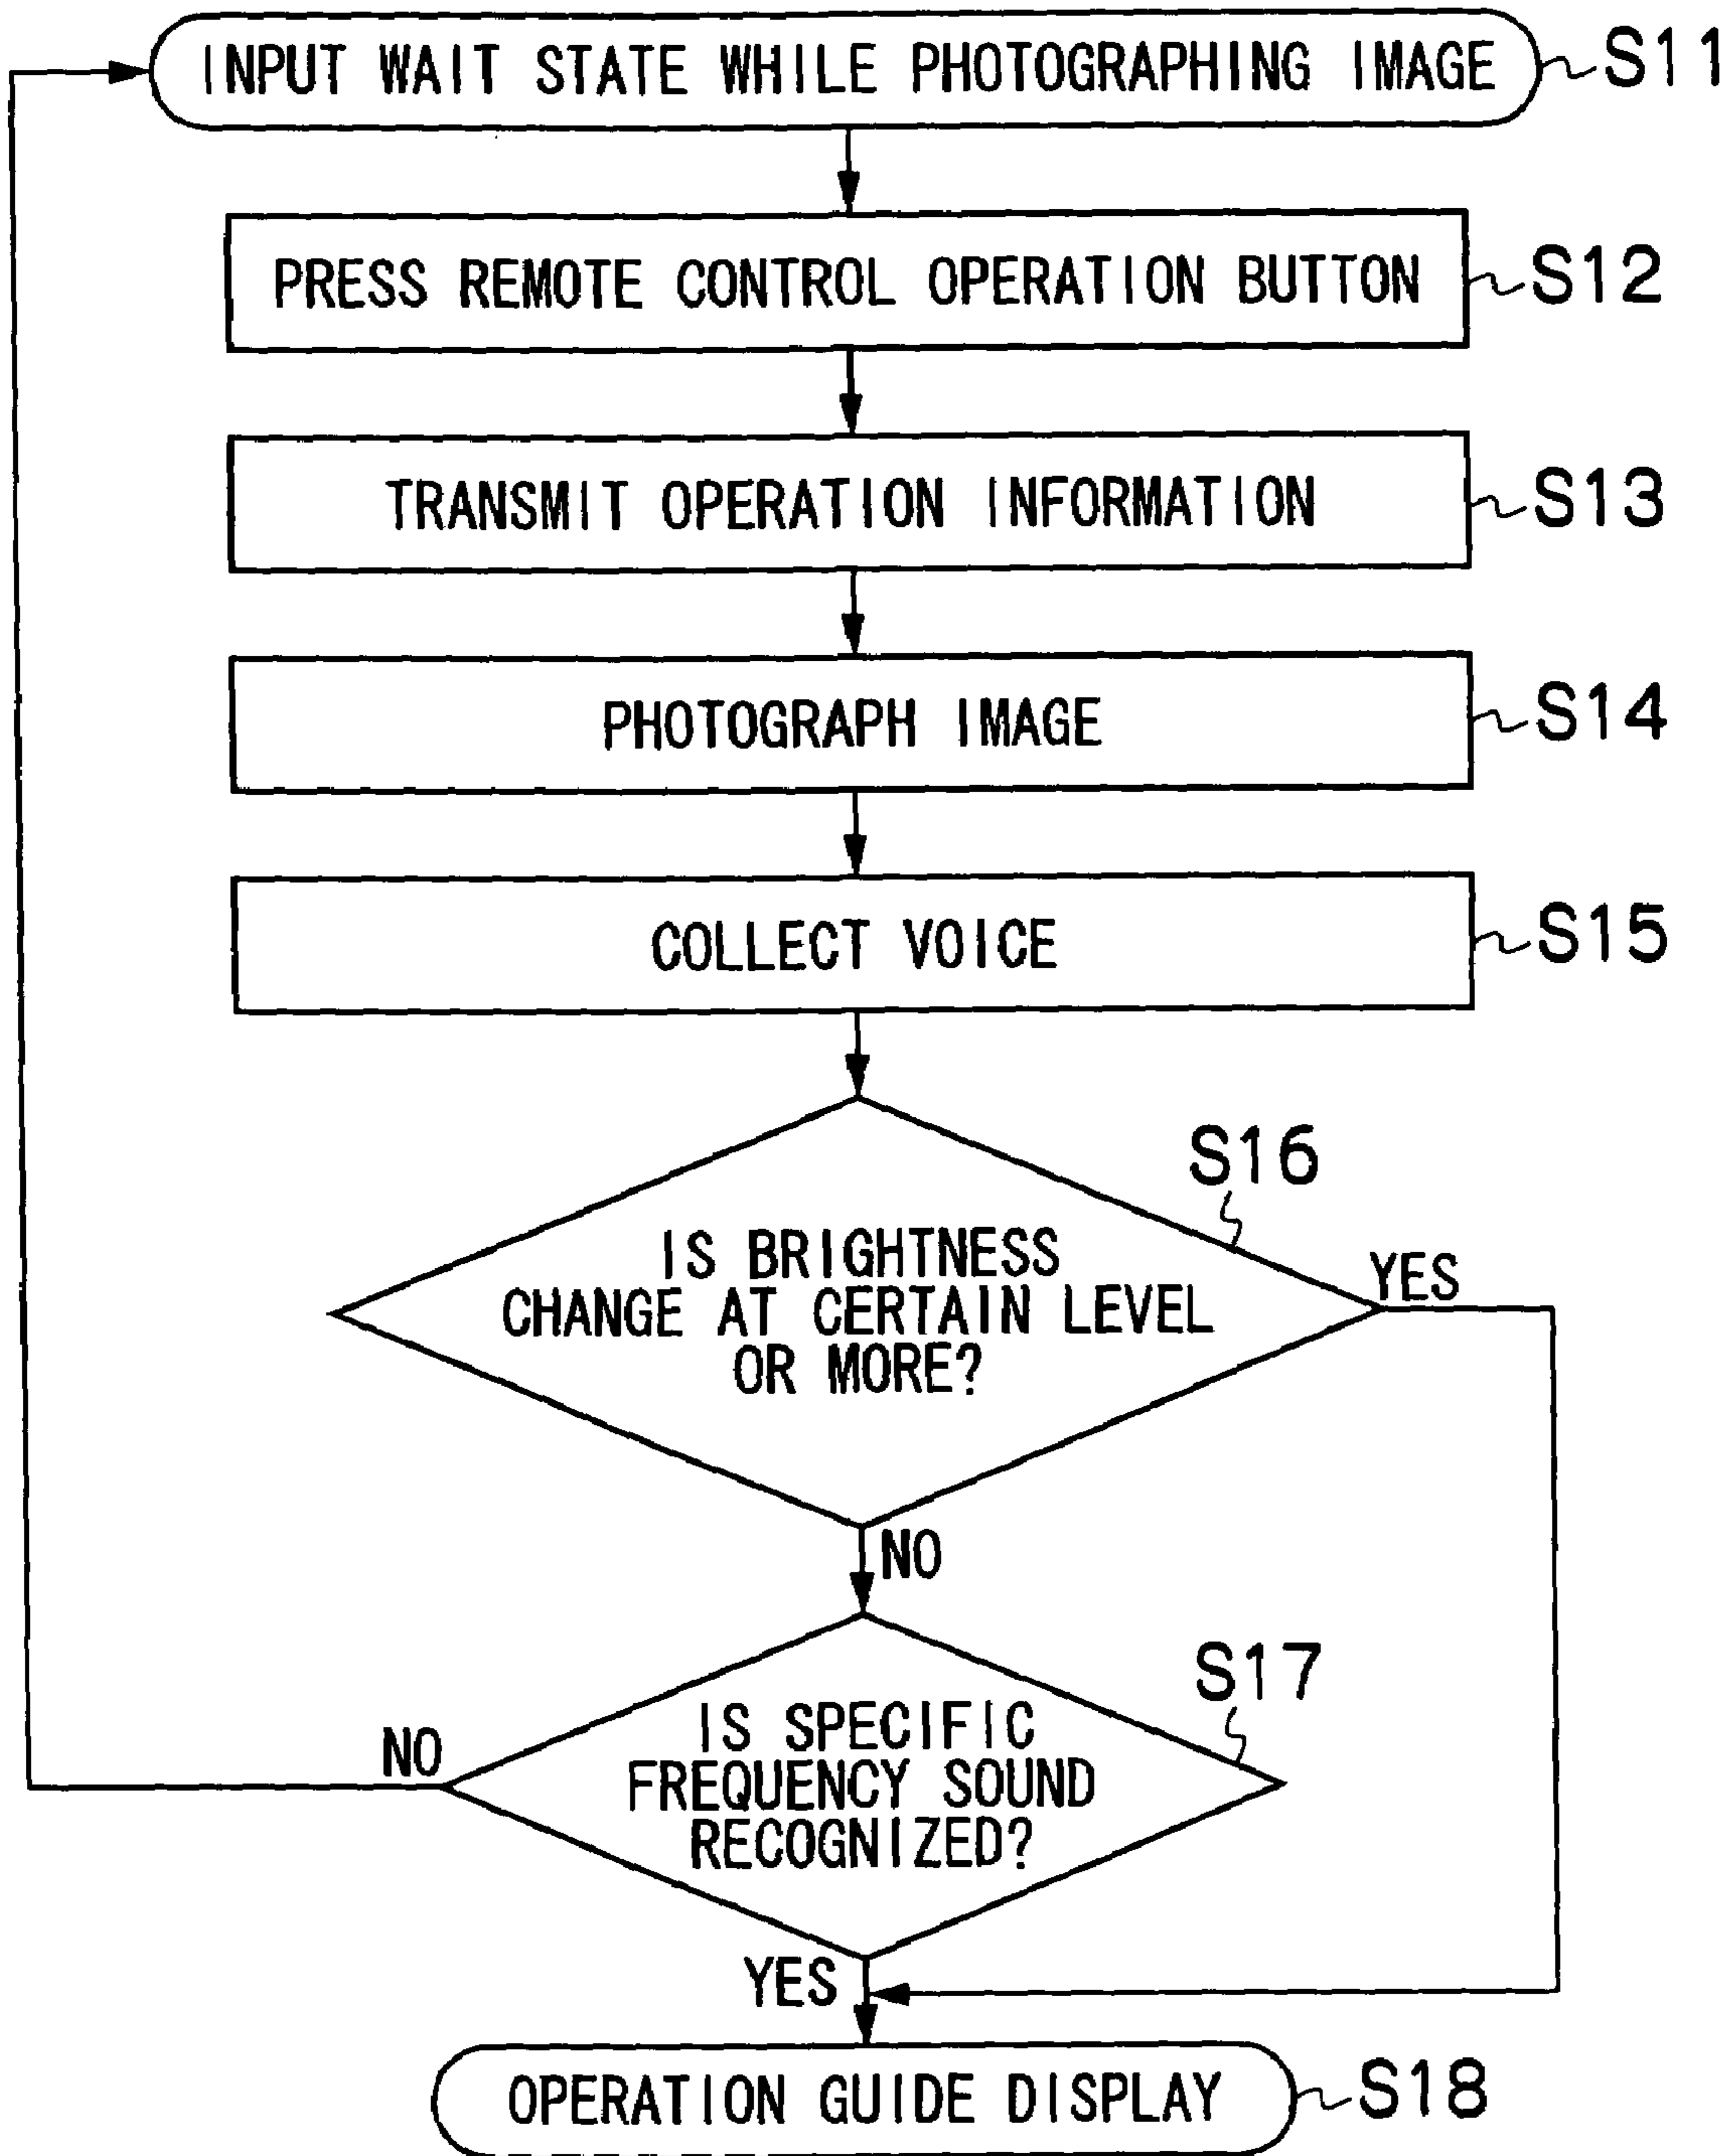 INPUT WAIT STATE WHILE PHOTOGRAPHING IMAGE
S11
PRESS REMOTE CONTROL OPERATION BUTTON
S12
TRANSMIT OPERATION INFORMATION
S13
PHOTOGRAPH IMAGE
S14
COLLECT VOICE
S15
S16
IS BRIGHTNESS
CHANGE AT CERTAIN LEVEL
OR MORE?
YES
NO
S17
IS SPECIFIC
FREQUENCY SOUND
RECOGNIZED?
NO
YES
OPERATION GUIDE DISPLAY
S18